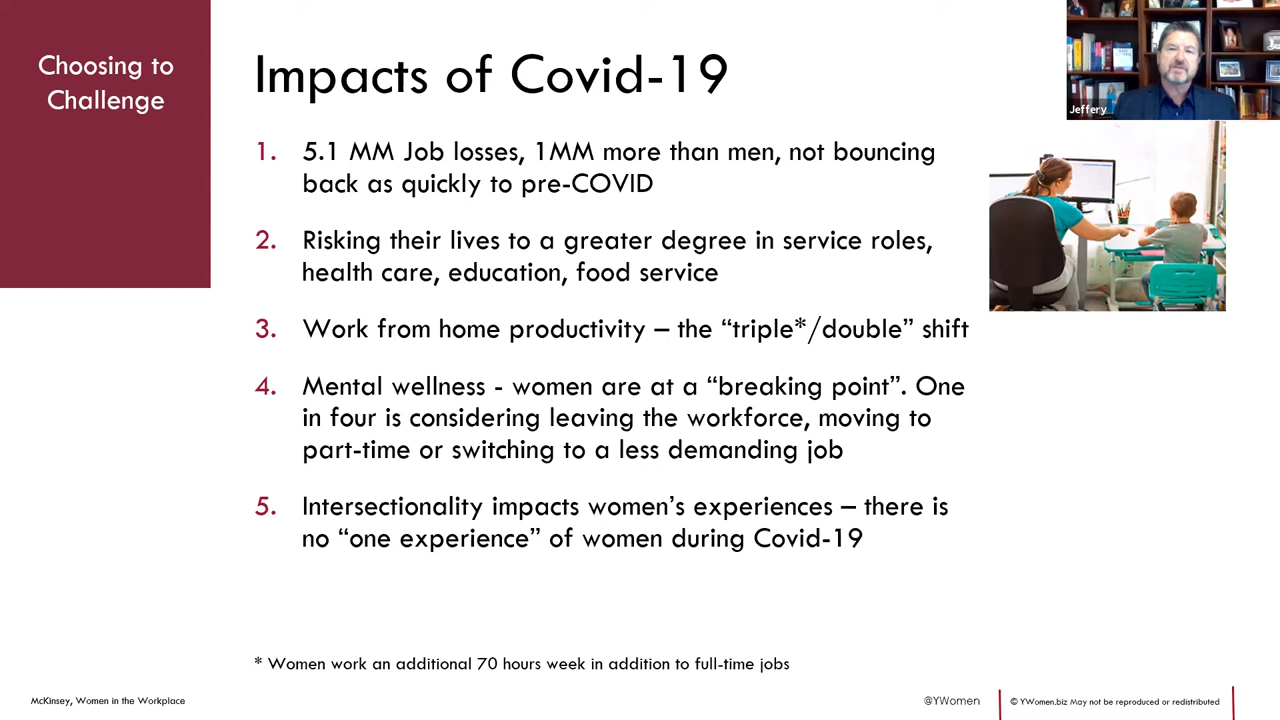 Choosing to
Challenge
Impacts of Covid-19
Jeffery
1. 5.1 MM Job losses, 1MM more than men, not bouncing
back as quickly to pre-COVID
2. Risking their lives to a greater degree in service roles,
health care, education, food service
3. Work from home productivity – the “triple*/double” shift
4. Mental wellness - women are at a “breaking point”. One
in four is considering leaving the workforce, moving to
part-time or switching to a less demanding job
5. Intersectionality impacts women’s experiences – there is
no “one experience” of women during Covid-19
* Women work an additional 70 hours week in addition to full-time jobs
McKinsey, Women in the Workplace
@YWomen
© YWomen.biz May not be reproduced or redistributed